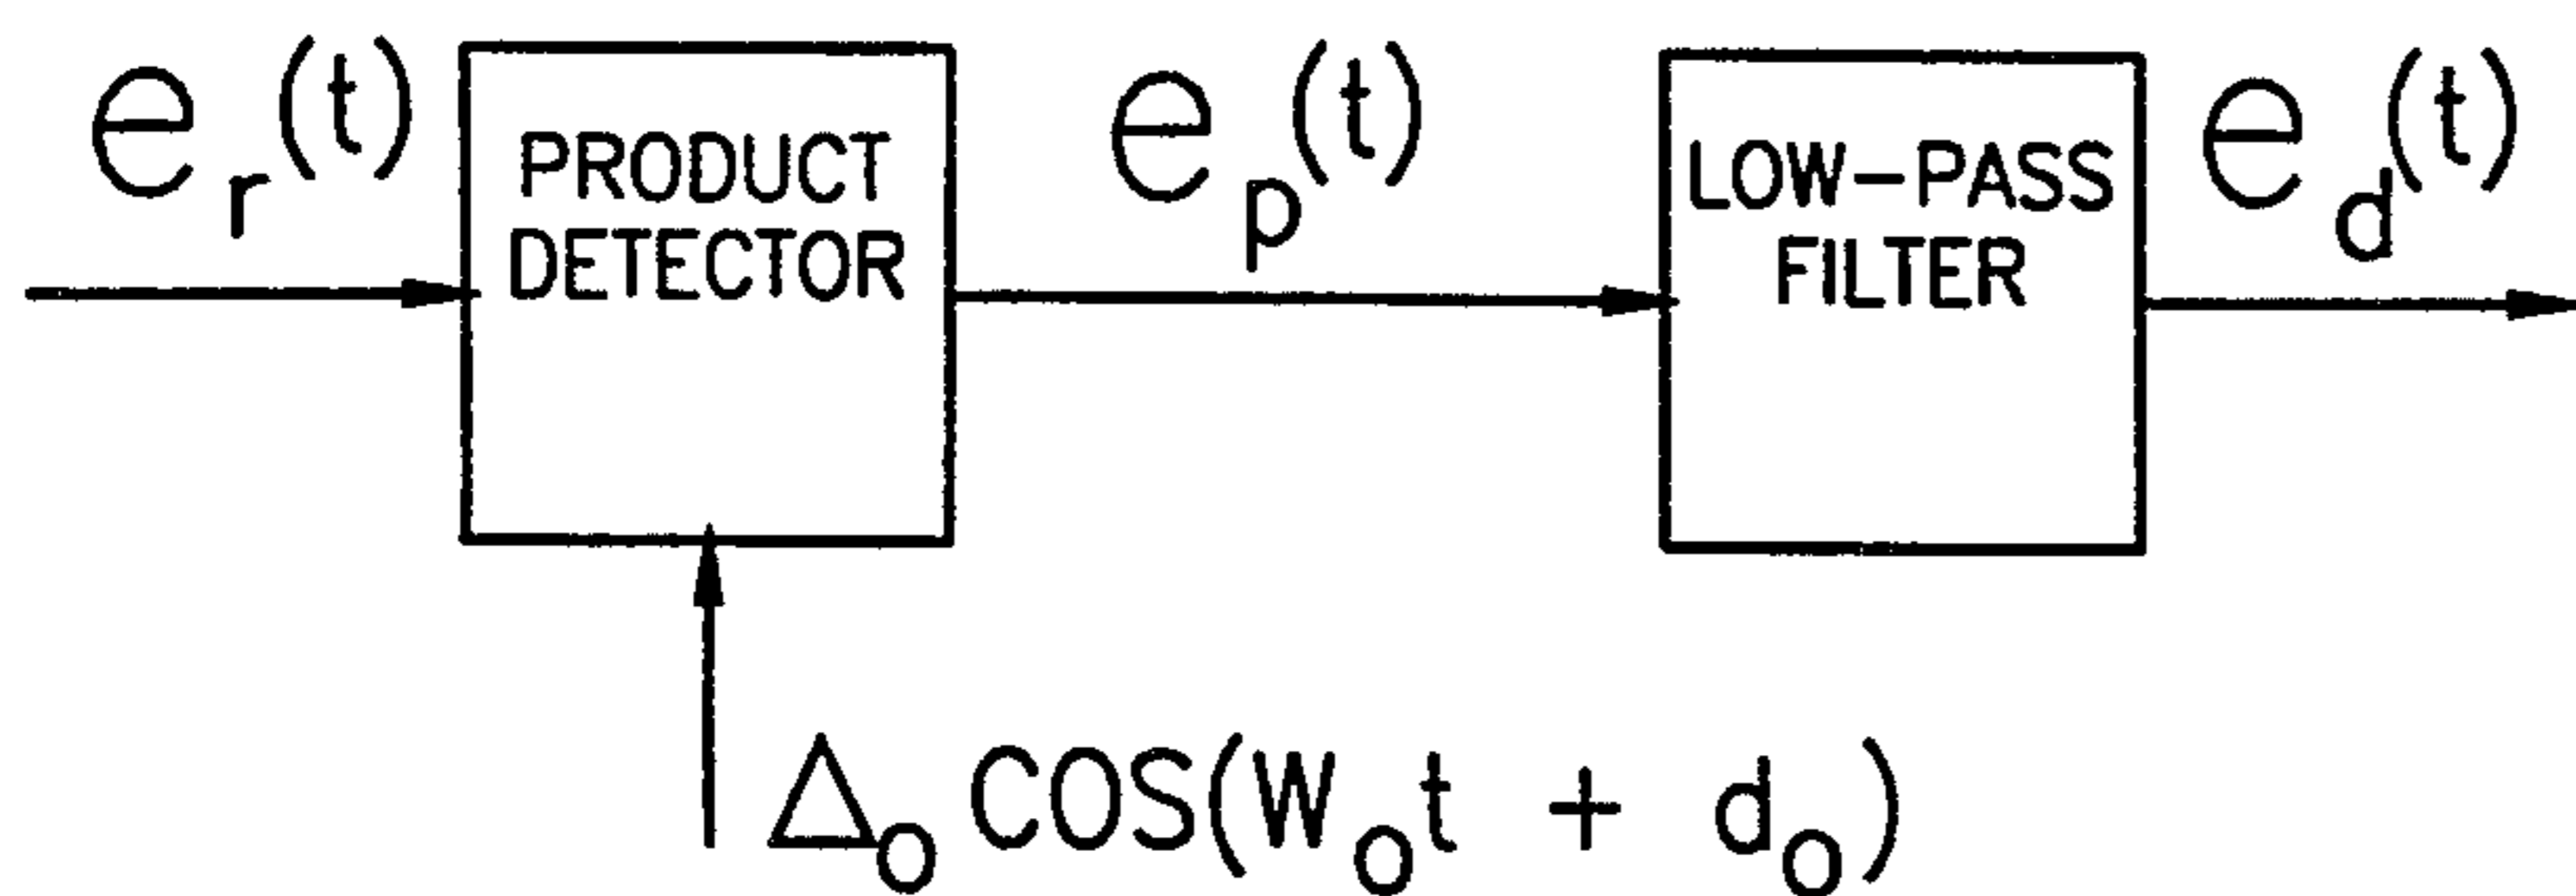 e_r(t)
PRODUCT
DETECTOR
e_p(t)
LOW-PASS
FILTER
e_d(t)
Δ_o COS(W_o t + d_o)